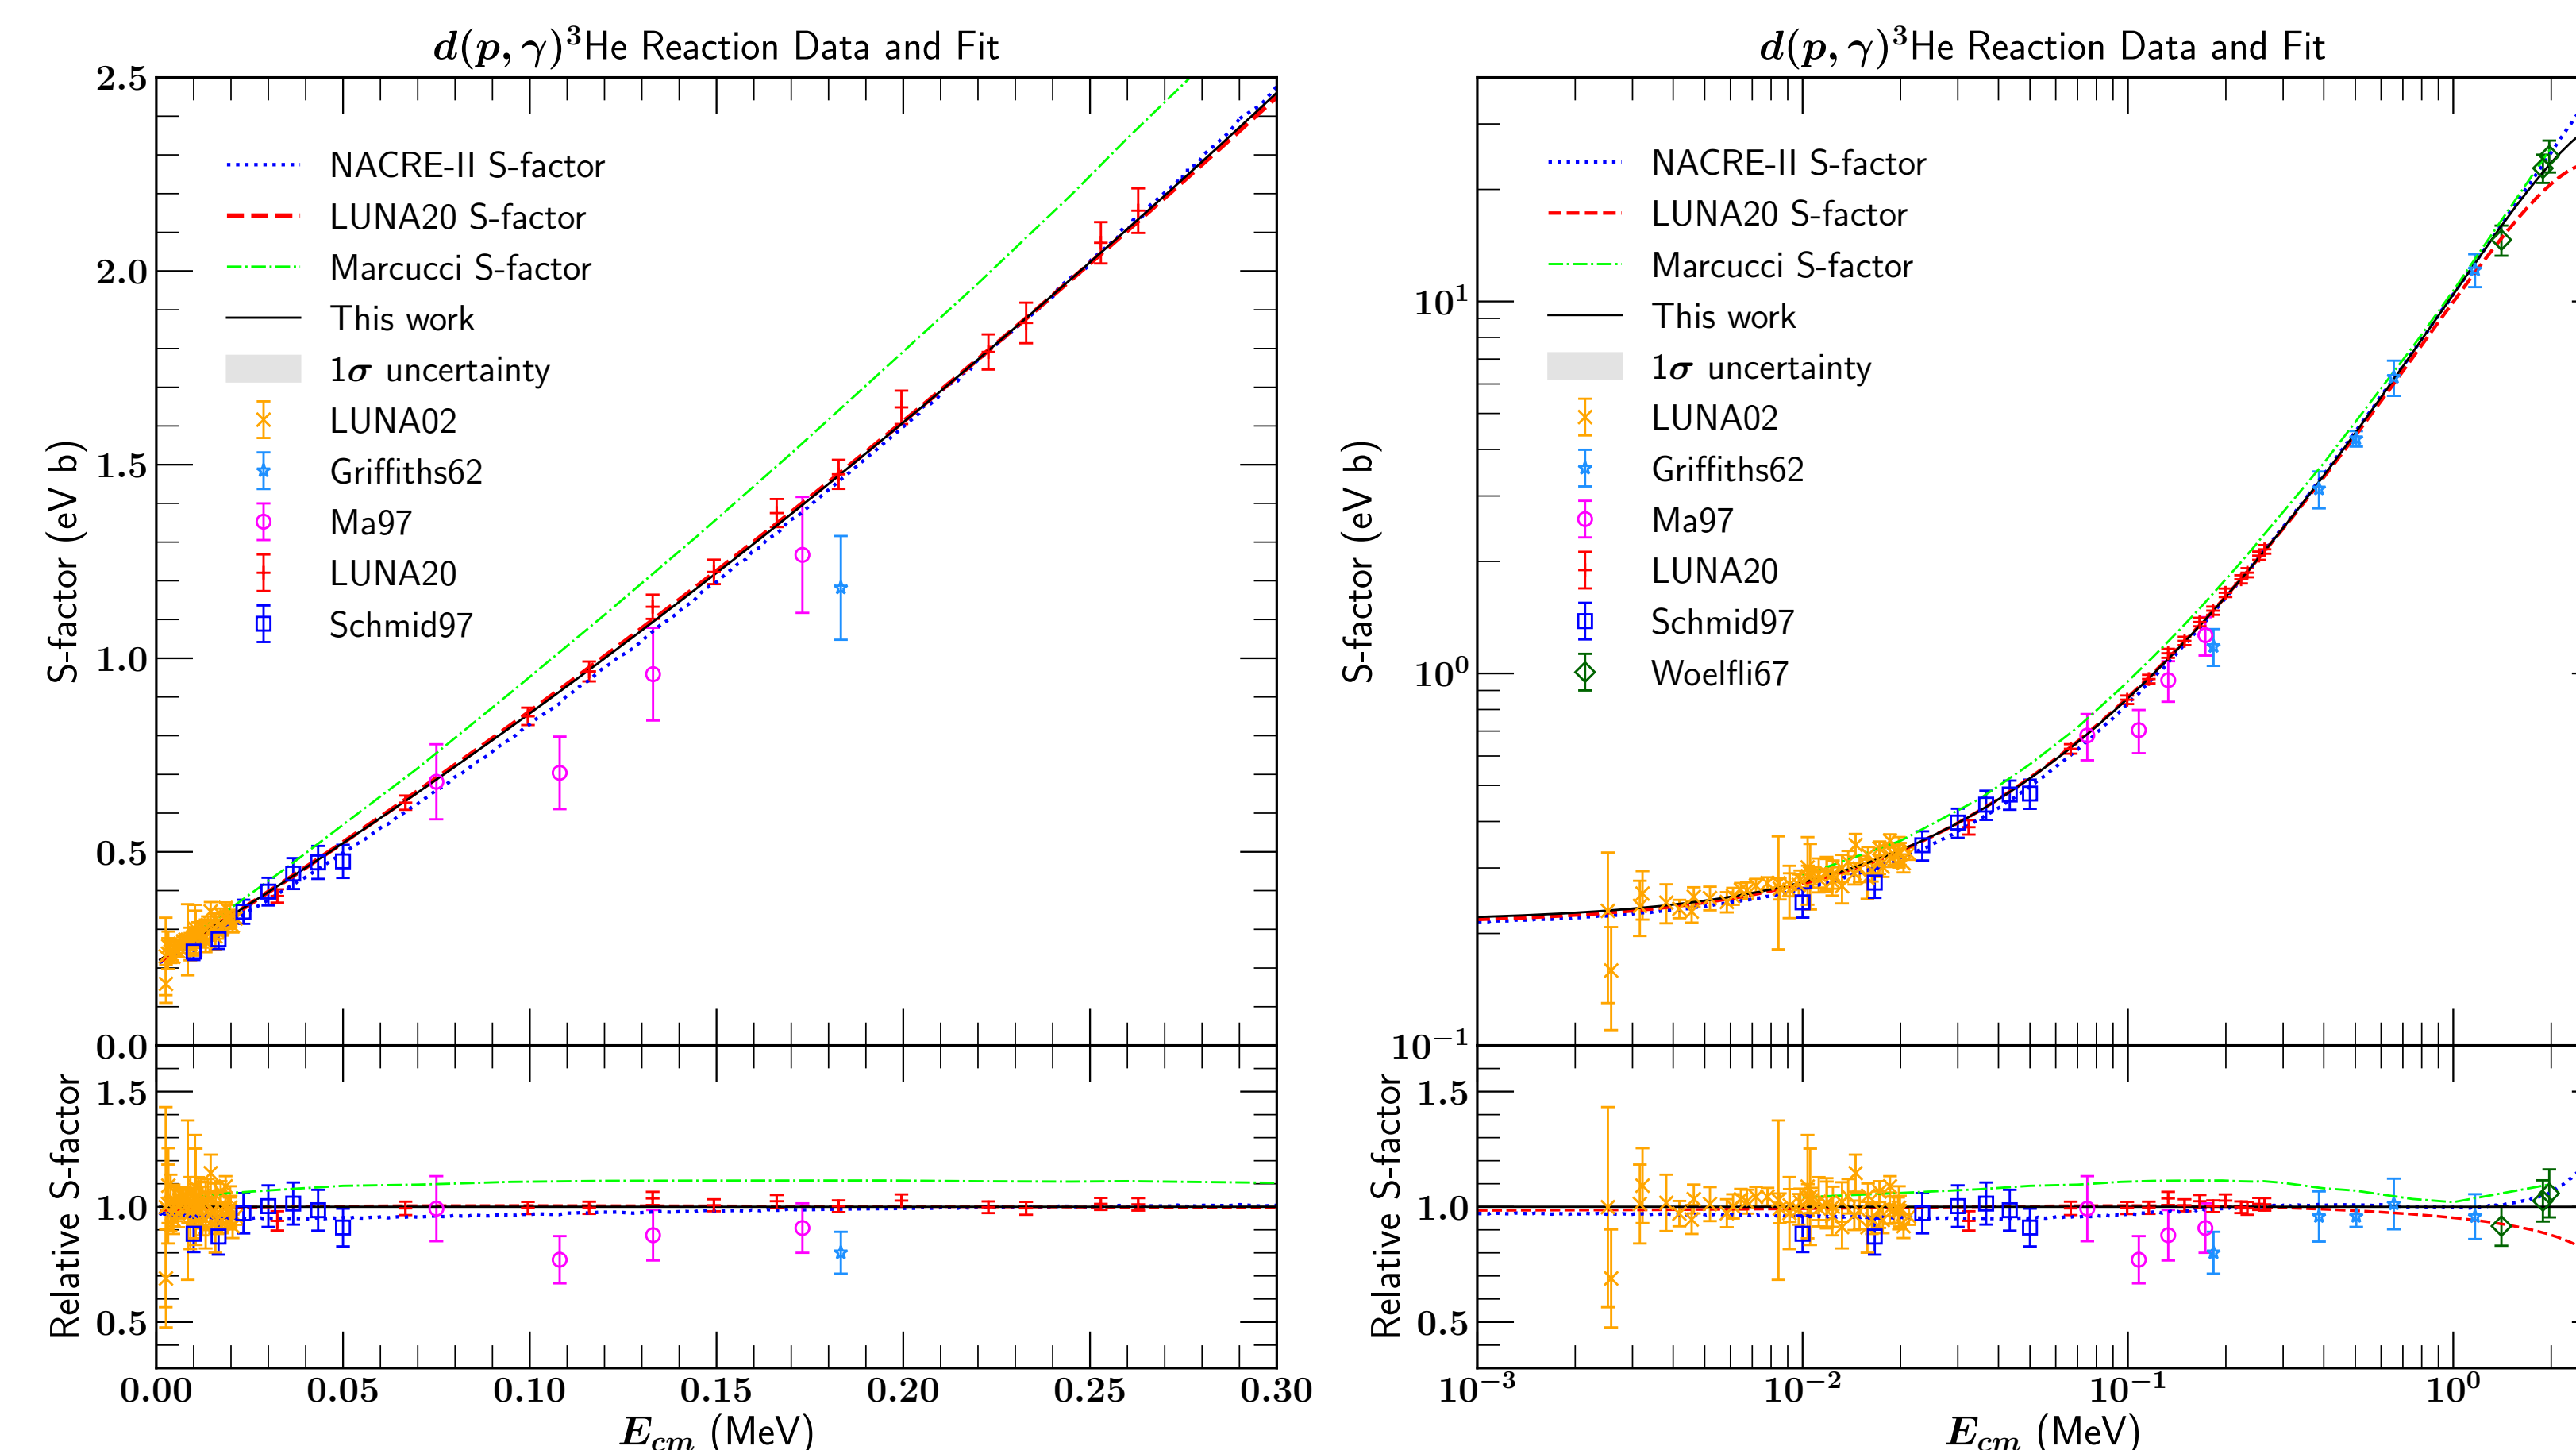 d(p, γ)³He Reaction Data and Fit
2.5
2.0
1.5
1.0
0.5
0.0
S-factor (eV b)
NACRE-II S-factor
LUNA20 S-factor
Marcucci S-factor
This work
1σ uncertainty
LUNA02
Griffiths62
Ma97
LUNA20
Schmid97
1.5
1.0
0.5
Relative S-factor
0.00 0.05 0.10 0.15 0.20 0.25 0.30
E_cm (MeV)
d(p, γ)³He Reaction Data and Fit
10¹
10⁰
10⁻¹
S-factor (eV b)
NACRE-II S-factor
LUNA20 S-factor
Marcucci S-factor
This work
1σ uncertainty
LUNA02
Griffiths62
Ma97
LUNA20
Schmid97
Woelfli67
1.5
1.0
0.5
Relative S-factor
10⁻³ 10⁻² 10⁻¹ 10⁰
E_cm (MeV)